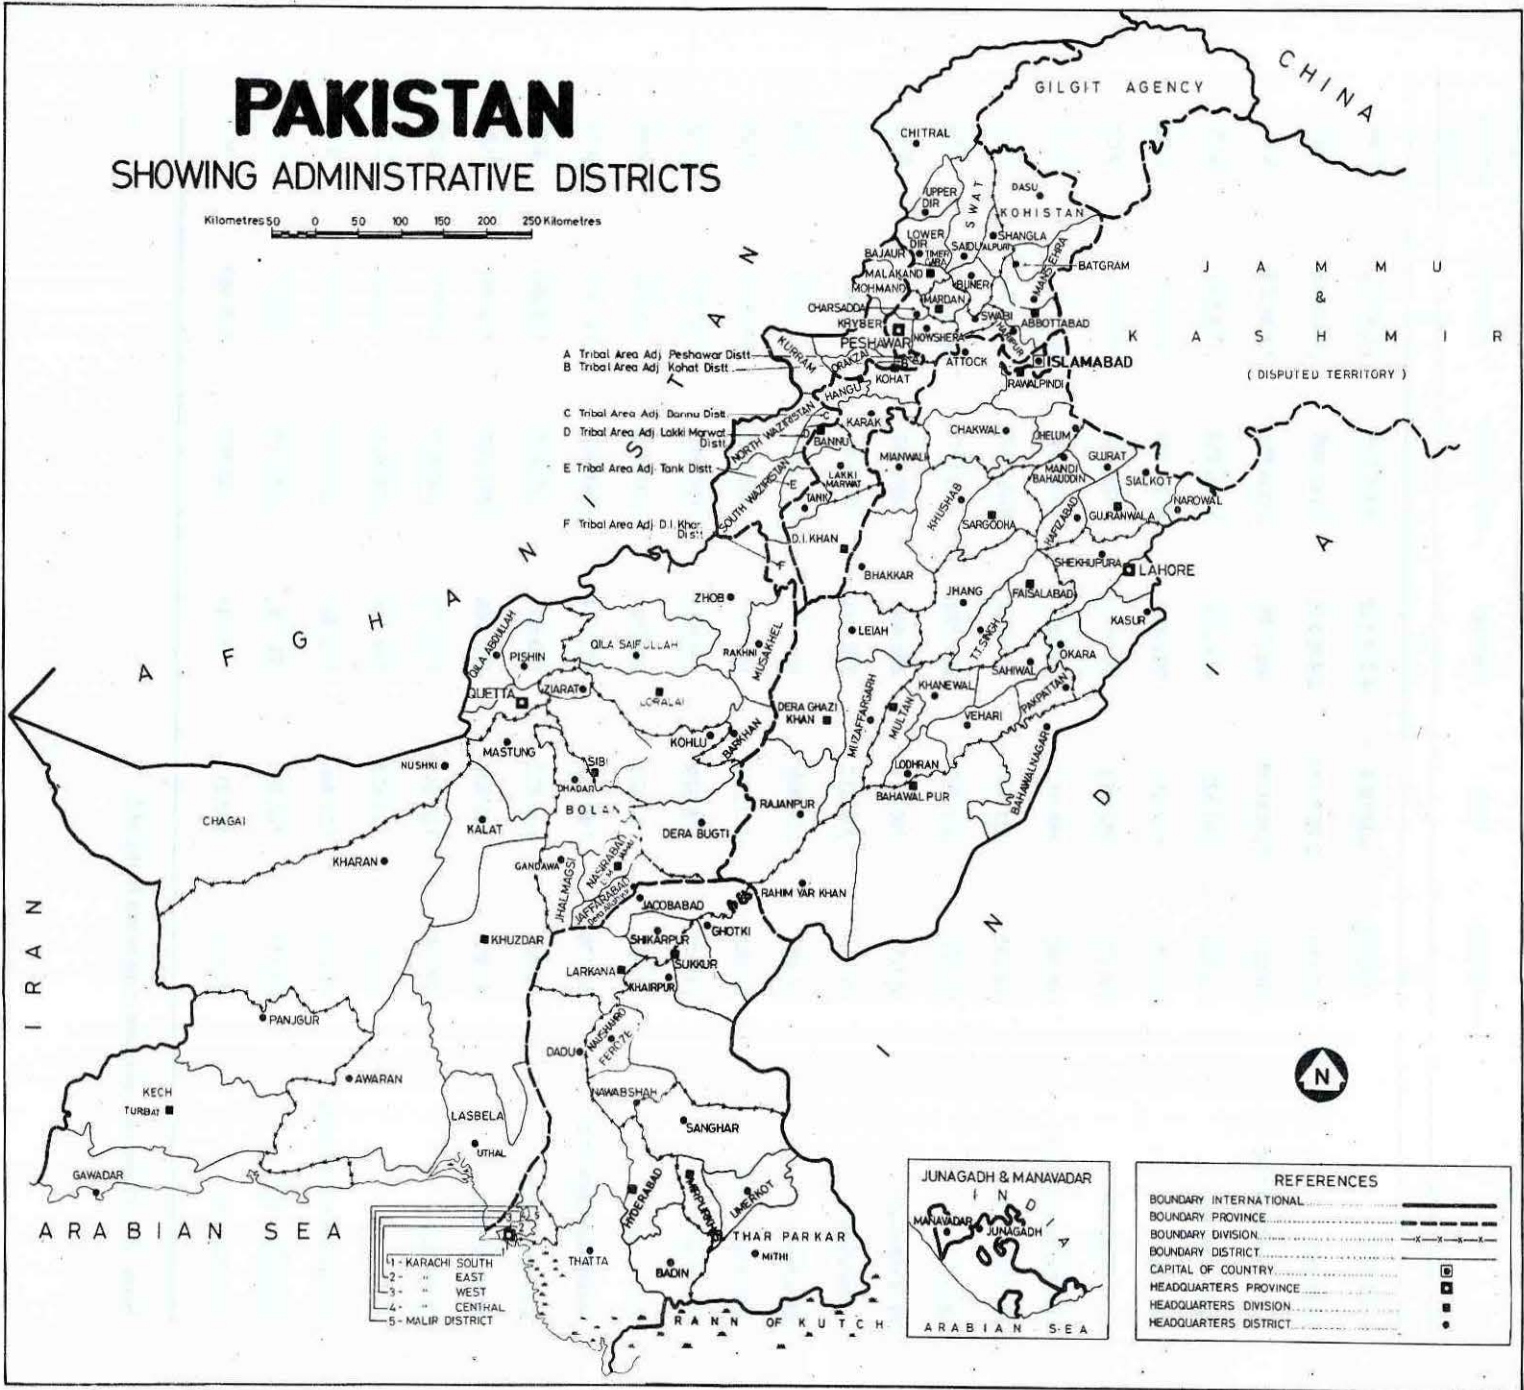 PAKISTAN
SHOWING ADMINISTRATIVE DISTRICTS
Kilometres 50 0 50 100 150 200 250 Kilometres
CHINA
GILGIT AGENCY
CHITRAL
UPPER DIR
SWAT
DASU
KOHISTAN
LOWER DIR
TIMER GARA
SAIDU
ALPURI
SHANGLA
BAJAUR
BATGRAM
MANSEHRA
MALAKAND
MOHMAND
BUNER
MARDAN
CHARSADDA
SWABI
ABBOTTABAD
HARIPUR
KHYBER
NOWSHERA
PESHAWAR
JAMMU
&
KASHMIR
( DISPUTED TERRITORY )
A Tribal Area Adj Peshawar Distt
B Tribal Area Adj Kohat Distt
C Tribal Area Adj Bannu Distt
D Tribal Area Adj Lakki Marwat Distt
E Tribal Area Adj Tank Distt
F Tribal Area Adj D.I. Khan Distt
KURRAM
ORAKZAI
B
ATTOCK
ISLAMABAD
RAWALPINDI
KOHAT
HANGU
NORTH WAZIRISTAN
C
KARAK
D
BANNU
CHAKWAL
JHELUM
MIANWALI
MANDI BAHAUDDIN
GUJRAT
SIALKOT
NAROWAL
LAKKI MARWAT
SOUTH WAZIRISTAN
E
TANK
KHUSHAB
SARGODHA
HAFIZABAD
GUJRANWALA
D.I. KHAN
F
SHEKHUPURA
LAHORE
BHAKKAR
JHANG
FAISALABAD
KASUR
AFGHANISTAN
ZHOB
LEIAH
T.T. SINGH
OKARA
SAHIWAL
PAKPATTAN
QILA ABDULLAH
PISHIN
QILA SAIFULLAH
RAKHNI
MUSAKHEL
QUETTA
ZIARAT
LORALAI
DERA GHAZI KHAN
MUZAFFARGARH
MULTAN
KHANEWAL
VEHARI
KOHLU
BARKHAN
MASTUNG
NUSHKI
SIBI
DHADAR
BOLAN
LODHRAN
BAHAWALPUR
BAHAWALNAGAR
RAJANPUR
CHAGAI
KALAT
DERA BUGTI
KHARAN
GANDAWA
JHALMAGSI
NASIRABAD
JAFFARABAD
JACOBABAD
RAHIM YAR KHAN
IRAN
INDIA
KHUZDAR
SHIKARPUR
GHOTKI
SUKKUR
LARKANA
KHAIRPUR
PANJGUR
DADU
NAUSHAHRO FEROZE
AWARAN
KECH
TURBAT
NAWABSHAH
LASBELA
UTHAL
SANGHAR
GAWADAR
HYDERABAD
MIRPURKHAS
UMERKOT
THAR PARKAR
MITHI
THATTA
BADIN
ARABIAN SEA
1 - KARACHI SOUTH
2 - " EAST
3 - " WEST
4 - " CENTRAL
5 - MALIR DISTRICT
RANN OF KUTCH
N
JUNAGADH & MANAVADAR
INDIA
MANAVADAR
JUNAGADH
ARABIAN SEA
REFERENCES
BOUNDARY INTERNATIONAL
BOUNDARY PROVINCE
BOUNDARY DIVISION
BOUNDARY DISTRICT
CAPITAL OF COUNTRY
HEADQUARTERS PROVINCE
HEADQUARTERS DIVISION
HEADQUARTERS DISTRICT